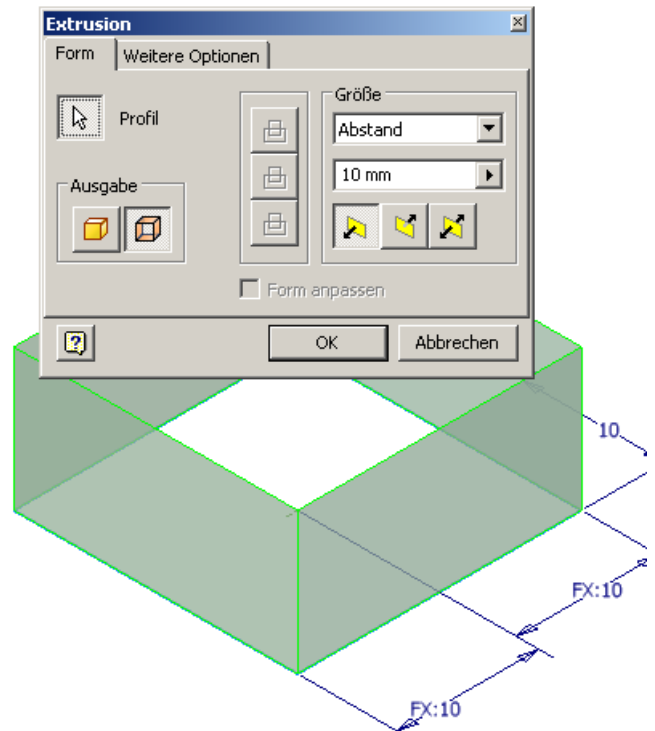 Extrusion
Form
Weitere Optionen
Profil
Größe
Abstand
10 mm
Ausgabe
Form anpassen
?
OK
Abbrechen
10
FX:10
FX:10